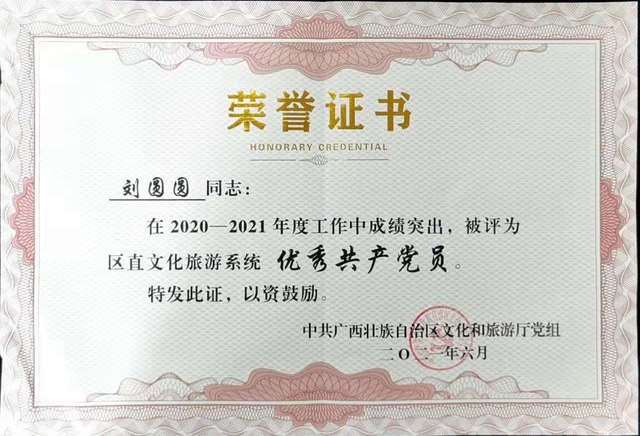 荣誉证书
HONORARY CREDENTIAL
刘圆圆同志：
在2020—2021年度工作中成绩突出，被评为
区直文化旅游系统 优秀共产党员。
特发此证，以资鼓励。
中共广西壮族自治区文化和旅游厅党组
二〇二一年六月